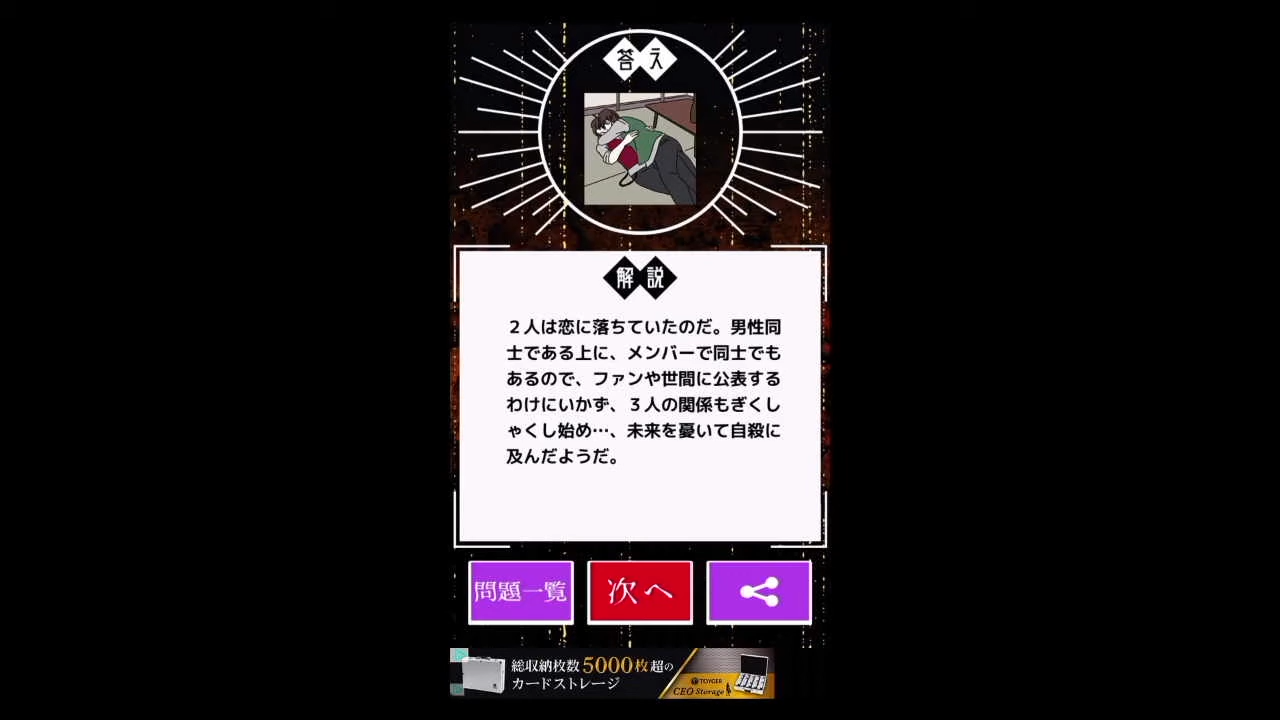 答え
解説
２人は恋に落ちていたのだ。男性同
士である上に、メンバーで同士でも
あるので、ファンや世間に公表する
わけにいかず、３人の関係もぎくし
ゃくし始め…、未来を憂いて自殺に
及んだようだ。
問題一覧
次へ
総収納枚数5000枚超の
カードストレージ
TOYGER
CEO Storage